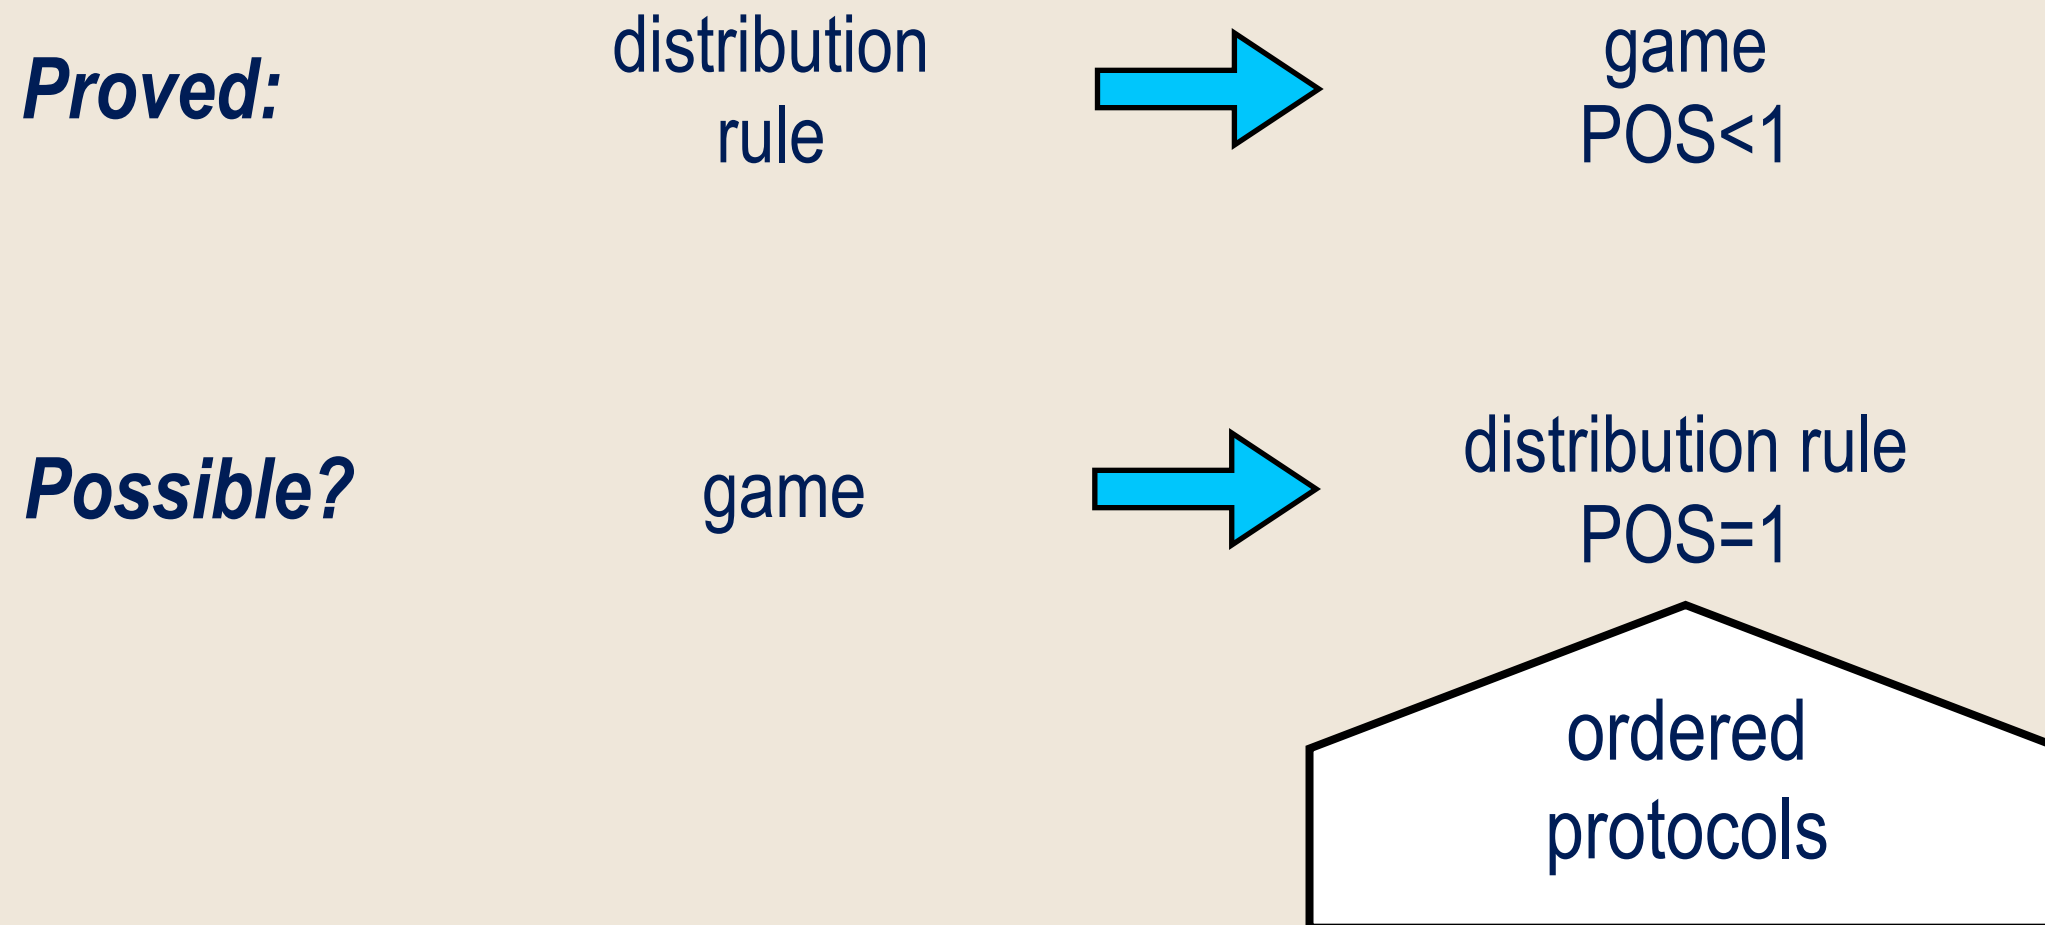 Proved:
distribution
rule
game
POS<1
Possible?
game
distribution rule
POS=1
ordered
protocols